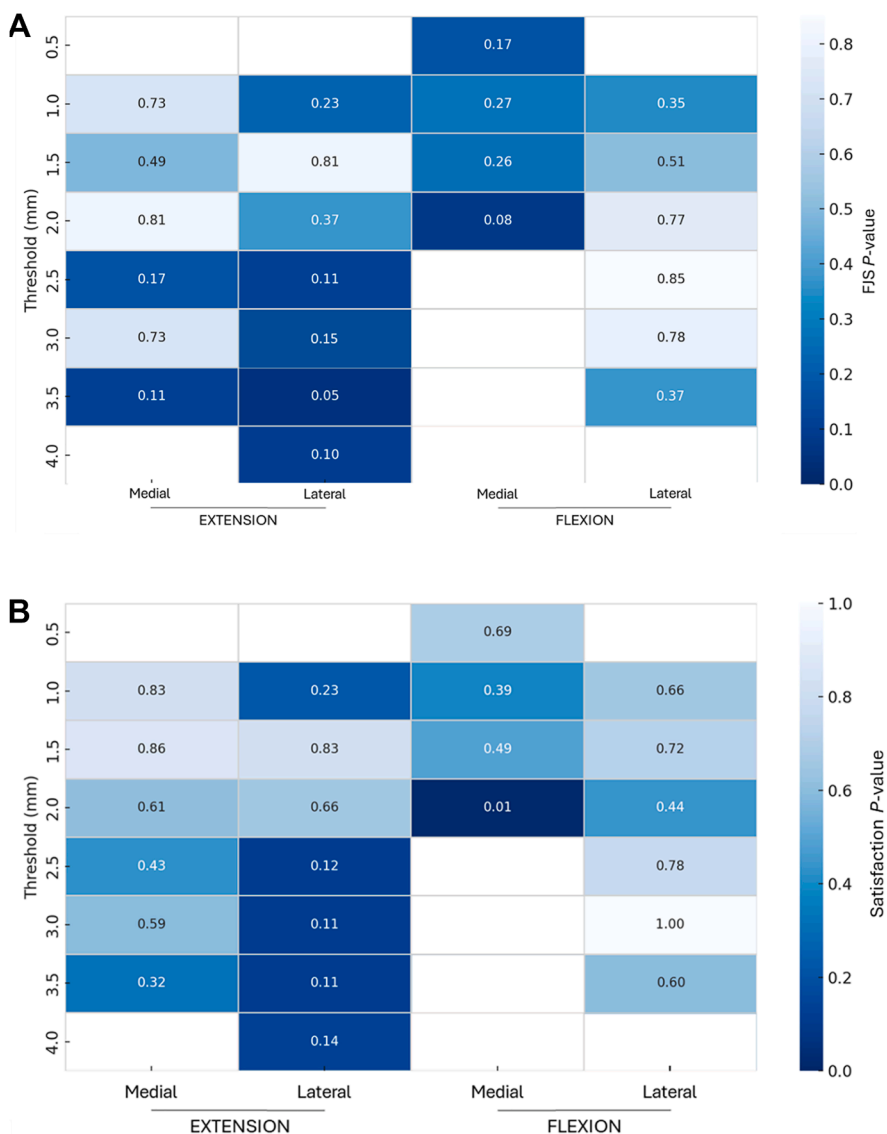 A
0.5 0.17 0.8
1.0 0.73 0.23 0.27 0.35 0.7
1.5 0.49 0.81 0.26 0.51 0.6
2.0 0.81 0.37 0.08 0.77 0.5
2.5 0.17 0.11 0.85 0.4
3.0 0.73 0.15 0.78 0.3
3.5 0.11 0.05 0.37 0.2
4.0 0.10 0.1
0.0
Threshold (mm)
FJS P-value
Medial Lateral Medial Lateral
EXTENSION FLEXION
B
0.5 0.69 1.0
1.0 0.83 0.23 0.39 0.66 0.8
1.5 0.86 0.83 0.49 0.72
2.0 0.61 0.66 0.01 0.44 0.6
2.5 0.43 0.12 0.78
3.0 0.59 0.11 1.00 0.4
3.5 0.32 0.11 0.60 0.2
4.0 0.14
0.0
Threshold (mm)
Satisfaction P-value
Medial Lateral Medial Lateral
EXTENSION FLEXION